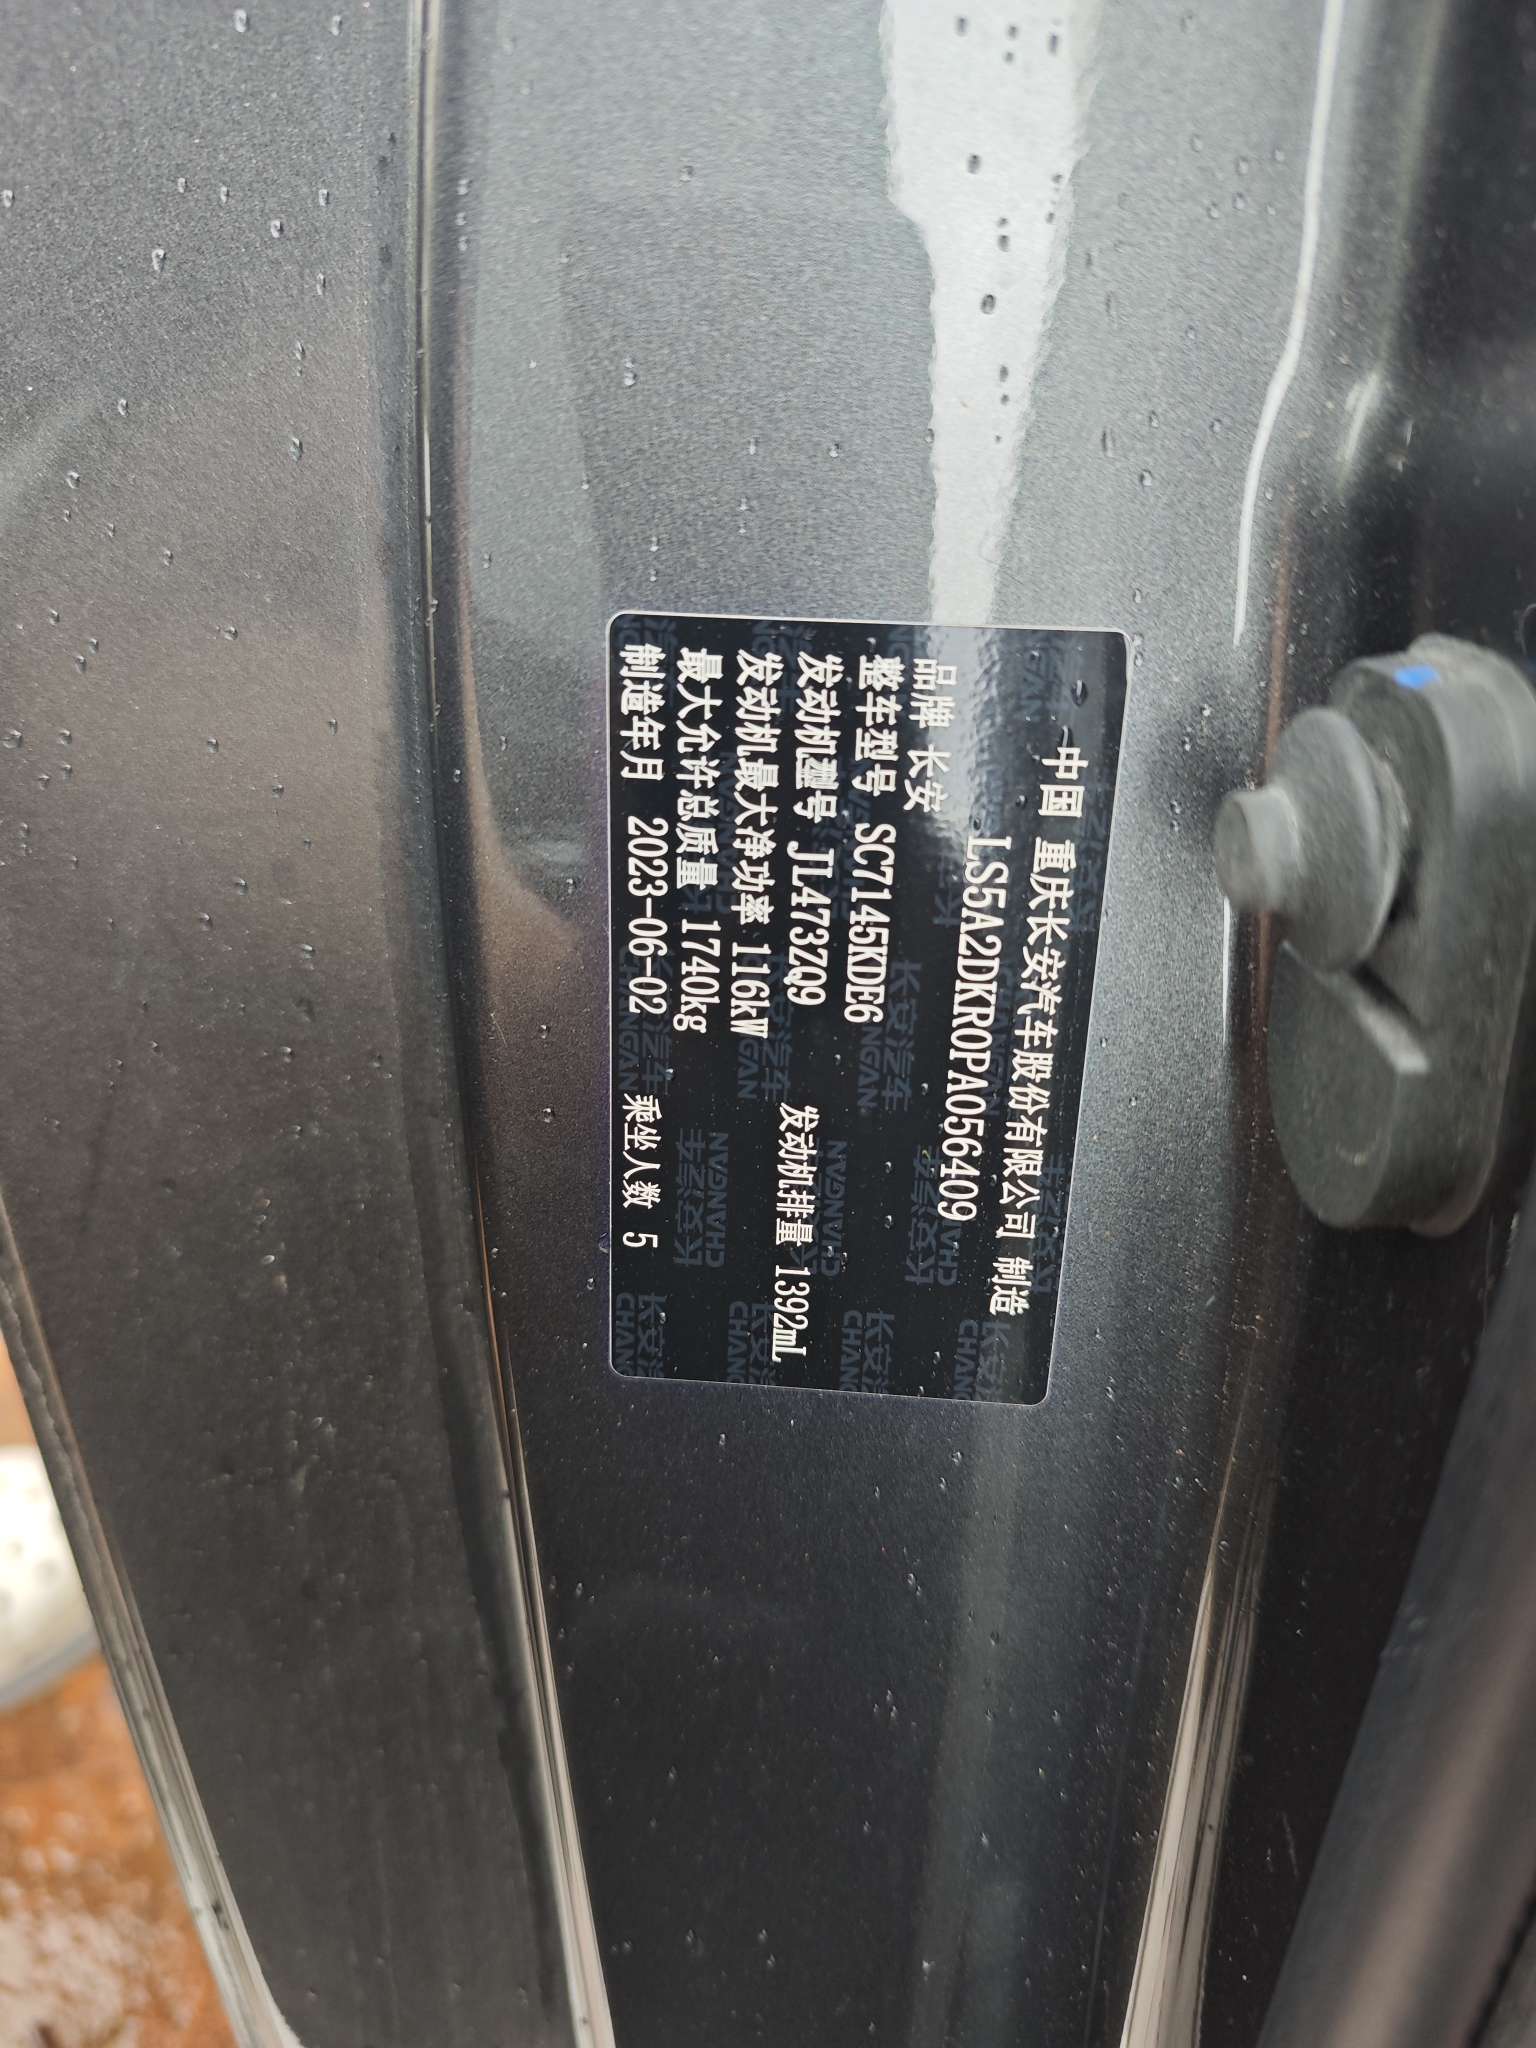 中国 重庆长安汽车股份有限公司 制造
LS5A2DKR0PA056409
品牌 长安
整车型号 SC7145KDE6
发动机型号 JL473ZQ9 发动机排量 1392mL
发动机最大净功率 116kW
最大允许总质量 1740kg
制造年月 2023-06-02 乘坐人数 5